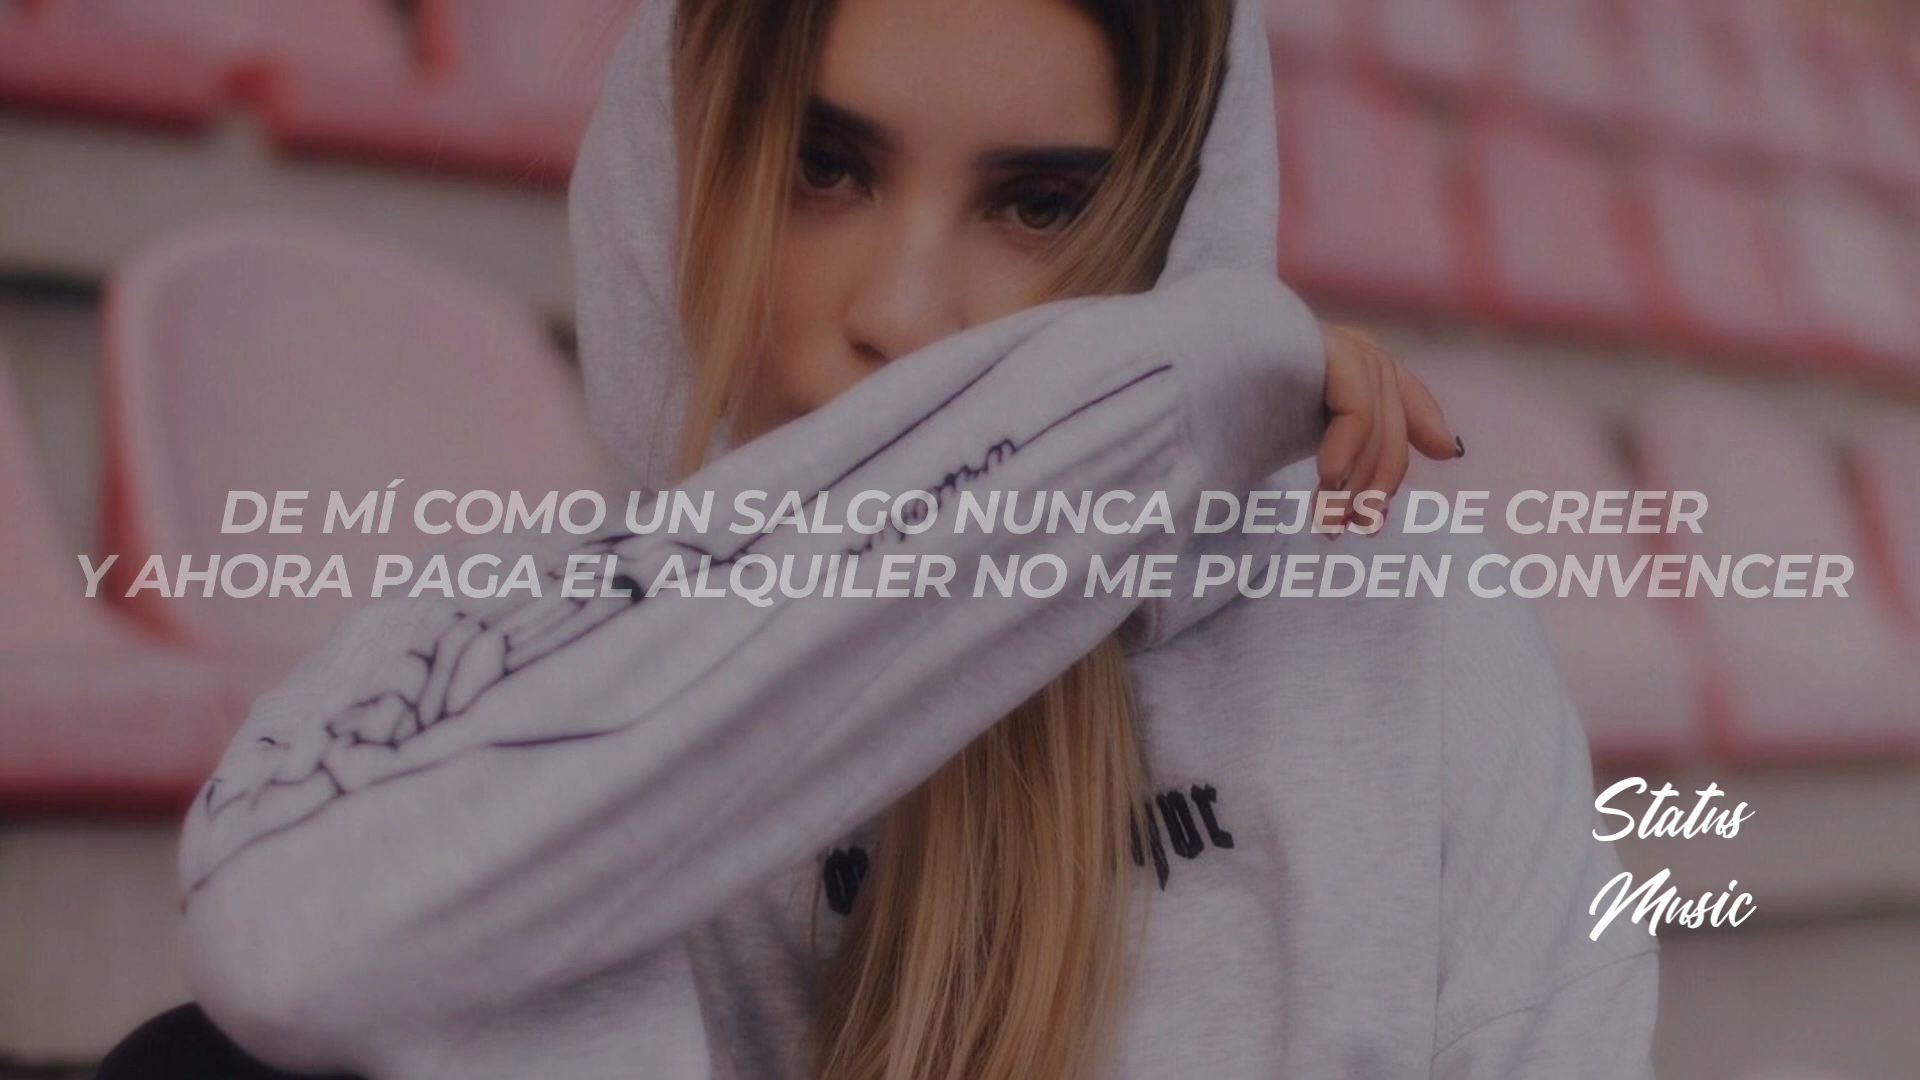 DE MÍ COMO UN SALGO NUNCA DEJES DE CREER
Y AHORA PAGA EL ALQUILER NO ME PUEDEN CONVENCER
Status
Music